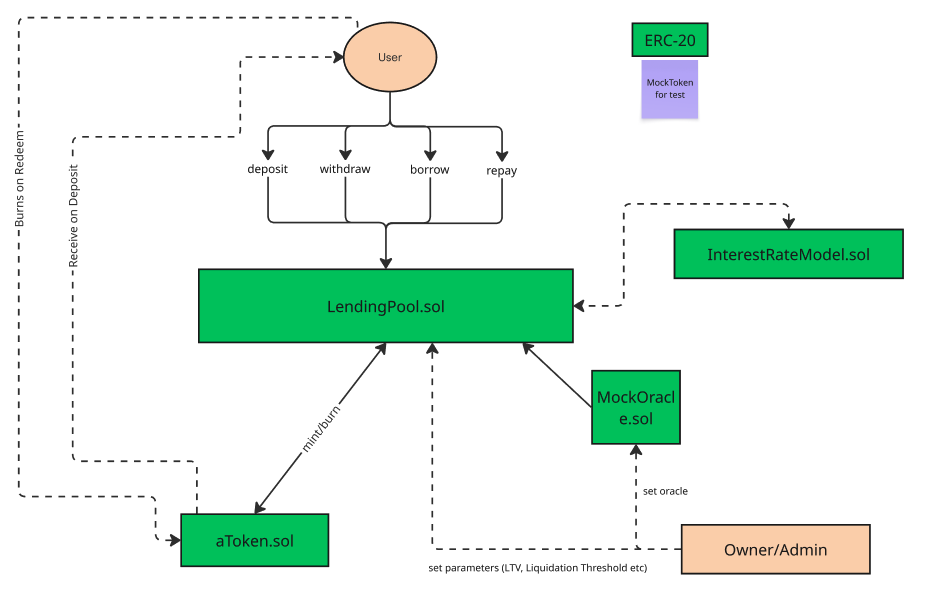 ERC-20
User
MockToken
for test
Burns on Redeem
Receive on Deposit
deposit
withdraw
borrow
repay
InterestRateModel.sol
LendingPool.sol
MockOracl
e.sol
mint/burn
set oracle
aToken.sol
Owner/Admin
set parameters (LTV, Liquidation Threshold etc)